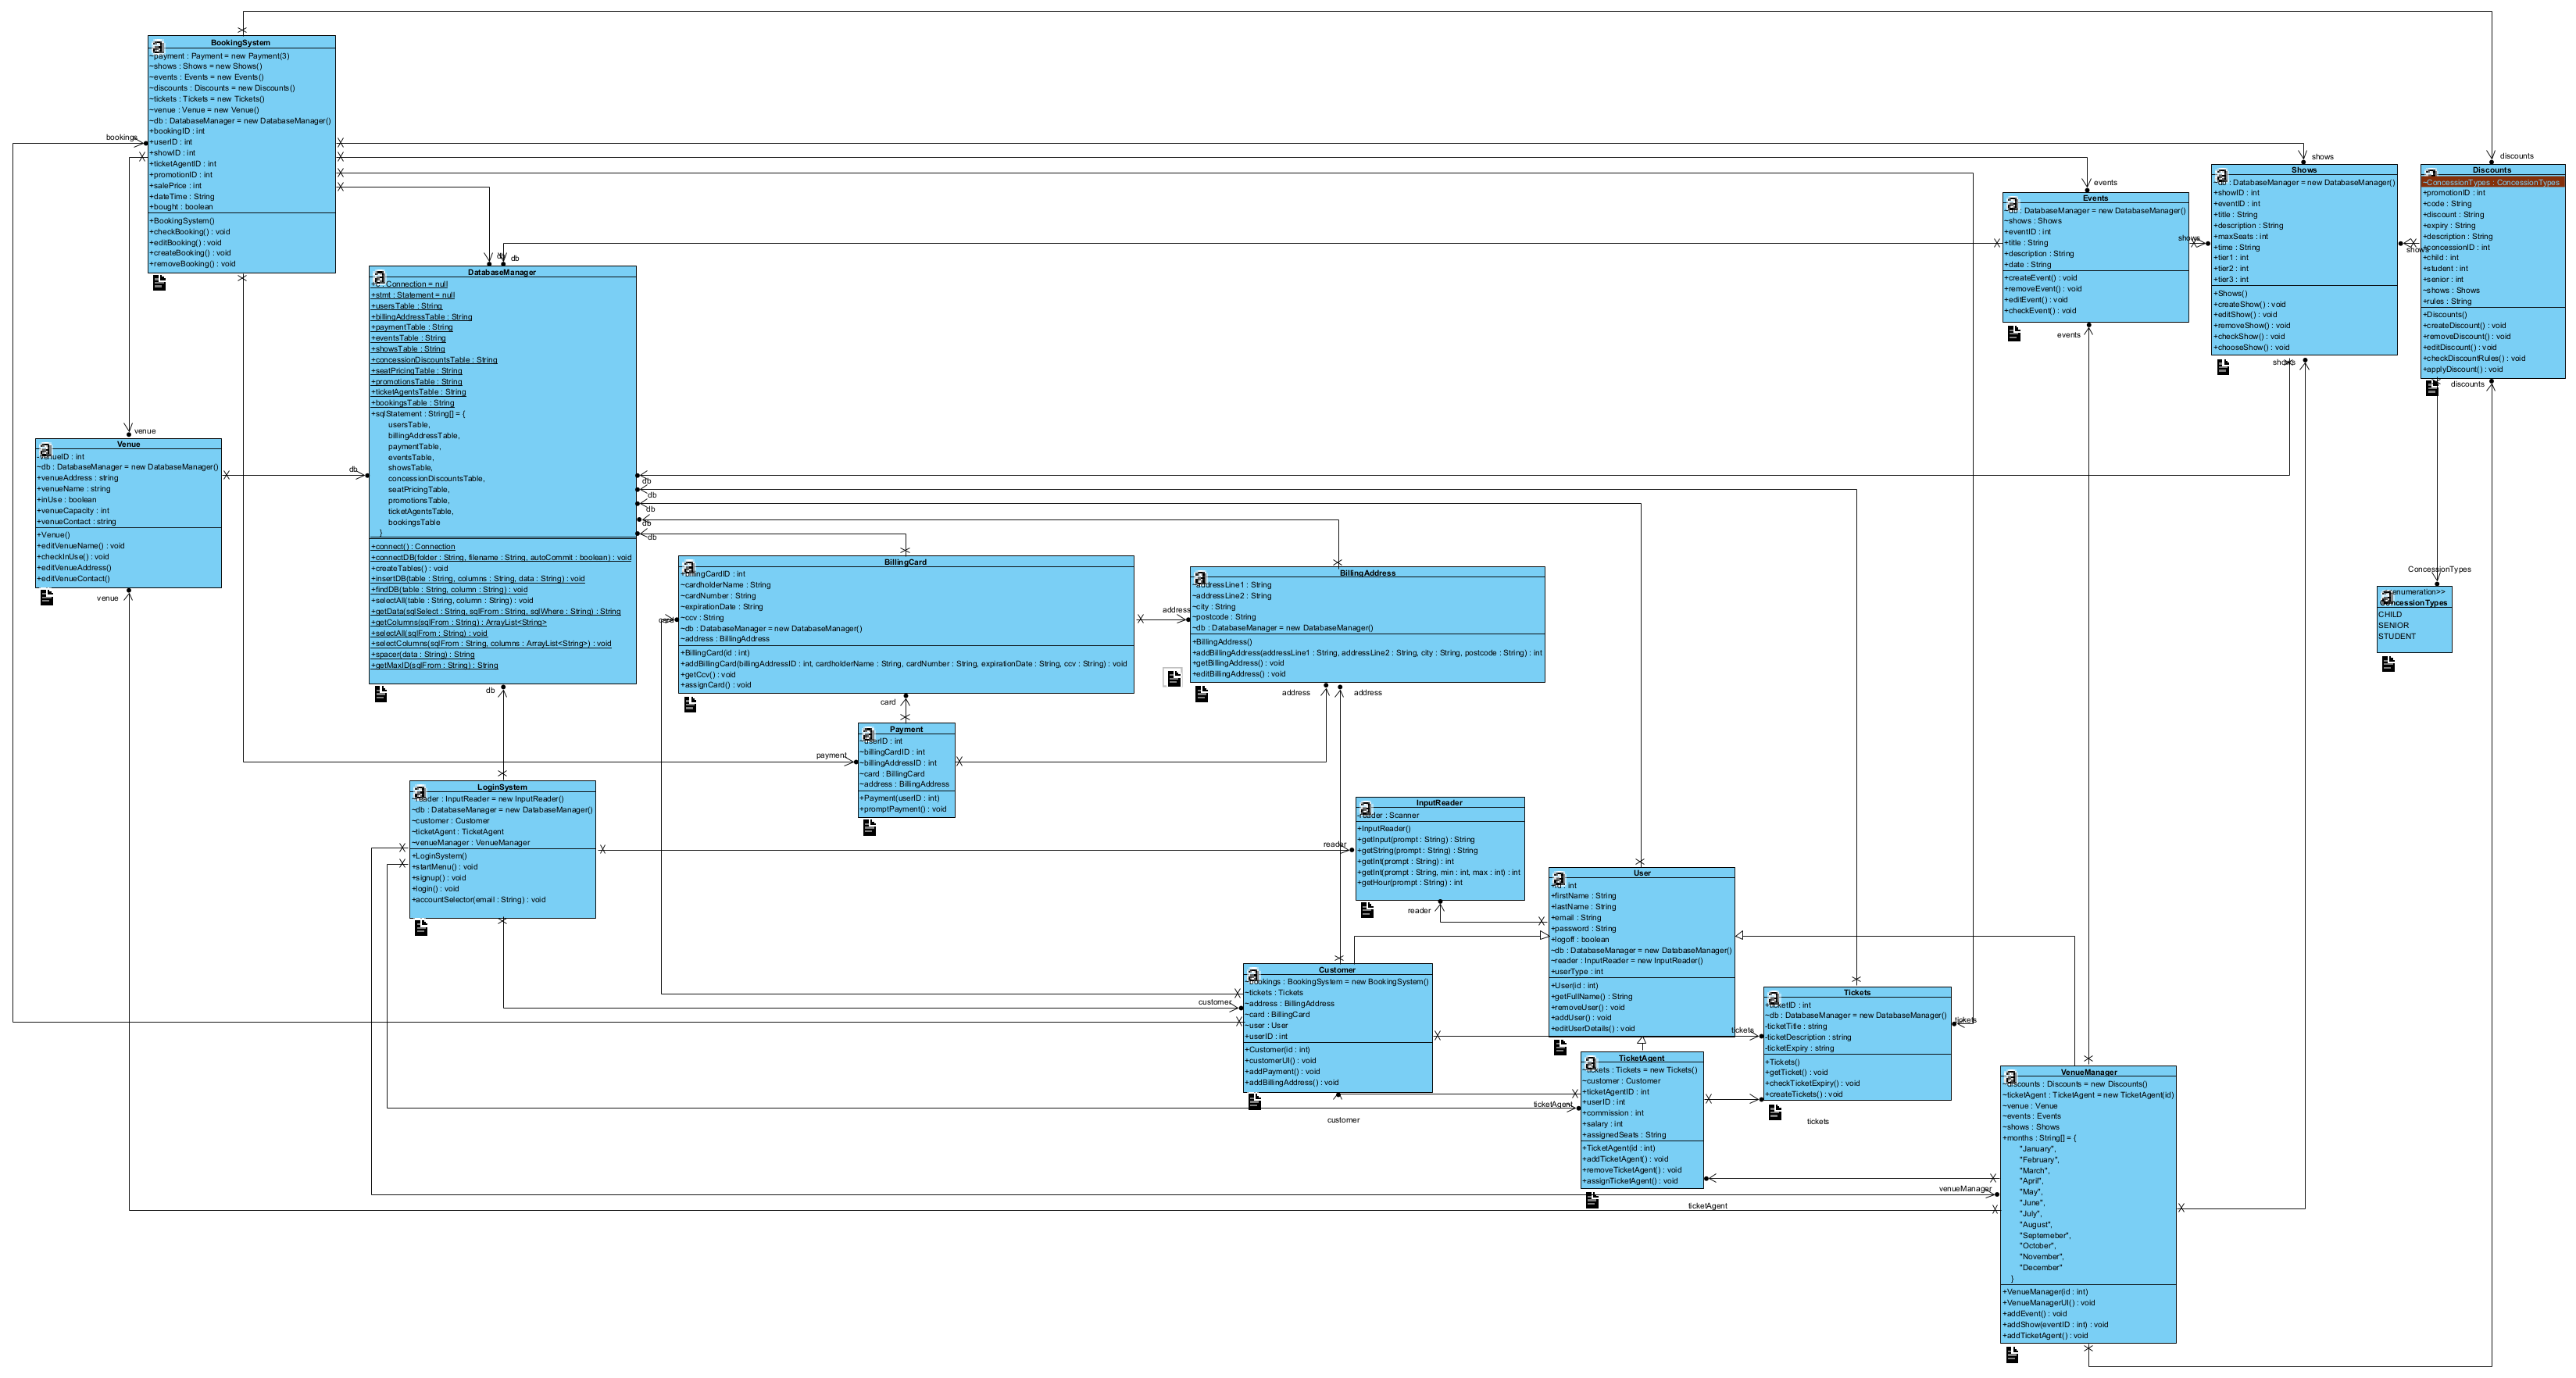 BookingSystem
~payment : Payment = new Payment(3)
~shows : Shows = new Shows()
~events : Events = new Events()
~discounts : Discounts = new Discounts()
~tickets : Tickets = new Tickets()
~venue : Venue = new Venue()
~db : DatabaseManager = new DatabaseManager()
+bookingID : int
+userID : int
+showID : int
+ticketAgentID : int
+promotionID : int
+salePrice : int
+dateTime : String
+bought : boolean
+BookingSystem()
+checkBooking() : void
+editBooking() : void
+createBooking() : void
+removeBooking() : void
bookings
shows
discounts
events
Shows
: DatabaseManager = new DatabaseManager()
+showID : int
+eventID : int
+title : String
+description : String
+maxSeats : int
+time : String
+tier1 : int
+tier2 : int
+tier3 : int
+Shows()
+createShow() : void
+editShow() : void
+removeShow() : void
+checkShow() : void
+chooseShow() : void
Discounts
~ConcessionTypes : ConcessionTypes
+promotionID : int
+code : String
+discount : String
+expiry : String
+description : String
+concessionID : int
+child : int
+student : int
+senior : int
~shows : Shows
+rules : String
+Discounts()
+createDiscount() : void
+removeDiscount() : void
+editDiscount() : void
+checkDiscountRules() : void
+applyDiscount() : void
Events
: DatabaseManager = new DatabaseManager()
~shows : Shows
+eventID : int
+title : String
+description : String
+date : String
+createEvent() : void
+removeEvent() : void
+editEvent() : void
+checkEvent() : void
shows
shows
events
shows
discounts
db
db
DatabaseManager
: Connection = null
+stmt : Statement = null
+usersTable : String
+billingAddressTable : String
+paymentTable : String
+eventsTable : String
+showsTable : String
+concessionDiscountsTable : String
+seatPricingTable : String
+promotionsTable : String
+ticketAgentsTable : String
+bookingsTable : String
+sqlStatement : String[] = {
usersTable,
billingAddressTable,
paymentTable,
eventsTable,
showsTable,
concessionDiscountsTable,
seatPricingTable,
promotionsTable,
ticketAgentsTable,
bookingsTable
}
+connect() : Connection
+connectDB(folder : String, filename : String, autoCommit : boolean) : void
+createTables() : void
+insertDB(table : String, columns : String, data : String) : void
+findDB(table : String, column : String) : void
+selectAll(table : String, column : String) : void
+getData(sqlSelect : String, sqlFrom : String, sqlWhere : String) : String
+getColumns(sqlFrom : String) : ArrayList<String>
+selectAll(sqlFrom : String) : void
+selectColumns(sqlFrom : String, columns : ArrayList<String>) : void
+spacer(data : String) : String
+getMaxID(sqlFrom : String) : String
venue
Venue
-venueID : int
~db : DatabaseManager = new DatabaseManager()
+venueAddress : string
+venueName : string
+inUse : boolean
+venueCapacity : int
+venueContact : string
+Venue()
+editVenueName() : void
+checkInUse() : void
+editVenueAddress()
+editVenueContact()
venue
db
db
db
db
db
db
db
BillingCard
+billingCardID : int
~cardholderName : String
~cardNumber : String
~expirationDate : String
~ccv : String
~db : DatabaseManager = new DatabaseManager()
~address : BillingAddress
+BillingCard(id : int)
+addBillingCard(billingAddressID : int, cardholderName : String, cardNumber : String, expirationDate : String, ccv : String) : void
+getCcv() : void
+assignCard() : void
card
address
BillingAddress
~addressLine1 : String
~addressLine2 : String
~city : String
~postcode : String
~db : DatabaseManager = new DatabaseManager()
+BillingAddress()
+addBillingAddress(addressLine1 : String, addressLine2 : String, city : String, postcode : String) : int
+getBillingAddress() : void
+editBillingAddress() : void
address
address
ConcessionTypes
<<enumeration>>
ConcessionTypes
CHILD
SENIOR
STUDENT
card
payment
Payment
~userID : int
~billingCardID : int
~billingAddressID : int
~card : BillingCard
~address : BillingAddress
+Payment(userID : int)
+promptPayment() : void
LoginSystem
~reader : InputReader = new InputReader()
~db : DatabaseManager = new DatabaseManager()
~customer : Customer
~ticketAgent : TicketAgent
~venueManager : VenueManager
+LoginSystem()
+startMenu() : void
+signup() : void
+login() : void
+accountSelector(email : String) : void
reader
InputReader
-reader : Scanner
+InputReader()
+getInput(prompt : String) : String
+getString(prompt : String) : String
+getInt(prompt : String) : int
+getInt(prompt : String, min : int, max : int) : int
+getHour(prompt : String) : int
reader
User
+id : int
+firstName : String
+lastName : String
+email : String
+password : String
+logoff : boolean
~db : DatabaseManager = new DatabaseManager()
~reader : InputReader = new InputReader()
+userType : int
+User(id : int)
+getFullName() : String
+removeUser() : void
+addUser() : void
+editUserDetails() : void
customer
Customer
~bookings : BookingSystem = new BookingSystem()
~tickets : Tickets
~address : BillingAddress
~card : BillingCard
~user : User
+userID : int
+Customer(id : int)
+customerUI() : void
+addPayment() : void
+addBillingAddress() : void
customer
tickets
Tickets
+ticketID : int
~db : DatabaseManager = new DatabaseManager()
-ticketTitle : string
-ticketDescription : string
-ticketExpiry : string
+Tickets()
+getTicket() : void
+checkTicketExpiry() : void
+createTickets() : void
tickets
tickets
ticketAgent
TicketAgent
~tickets : Tickets = new Tickets()
~customer : Customer
+ticketAgentID : int
+userID : int
+commission : int
+salary : int
+assignedSeats : String
+TicketAgent(id : int)
+addTicketAgent() : void
+removeTicketAgent() : void
+assignTicketAgent() : void
ticketAgent
venueManager
VenueManager
~discounts : Discounts = new Discounts()
~ticketAgent : TicketAgent = new TicketAgent(id)
~venue : Venue
~events : Events
~shows : Shows
+months : String[] = {
"January",
"February",
"March",
"April",
"May",
"June",
"July",
"August",
"Septemeber",
"October",
"November",
"December"
}
+VenueManager(id : int)
+VenueManagerUI() : void
+addEvent() : void
+addShow(eventID : int) : void
+addTicketAgent() : void